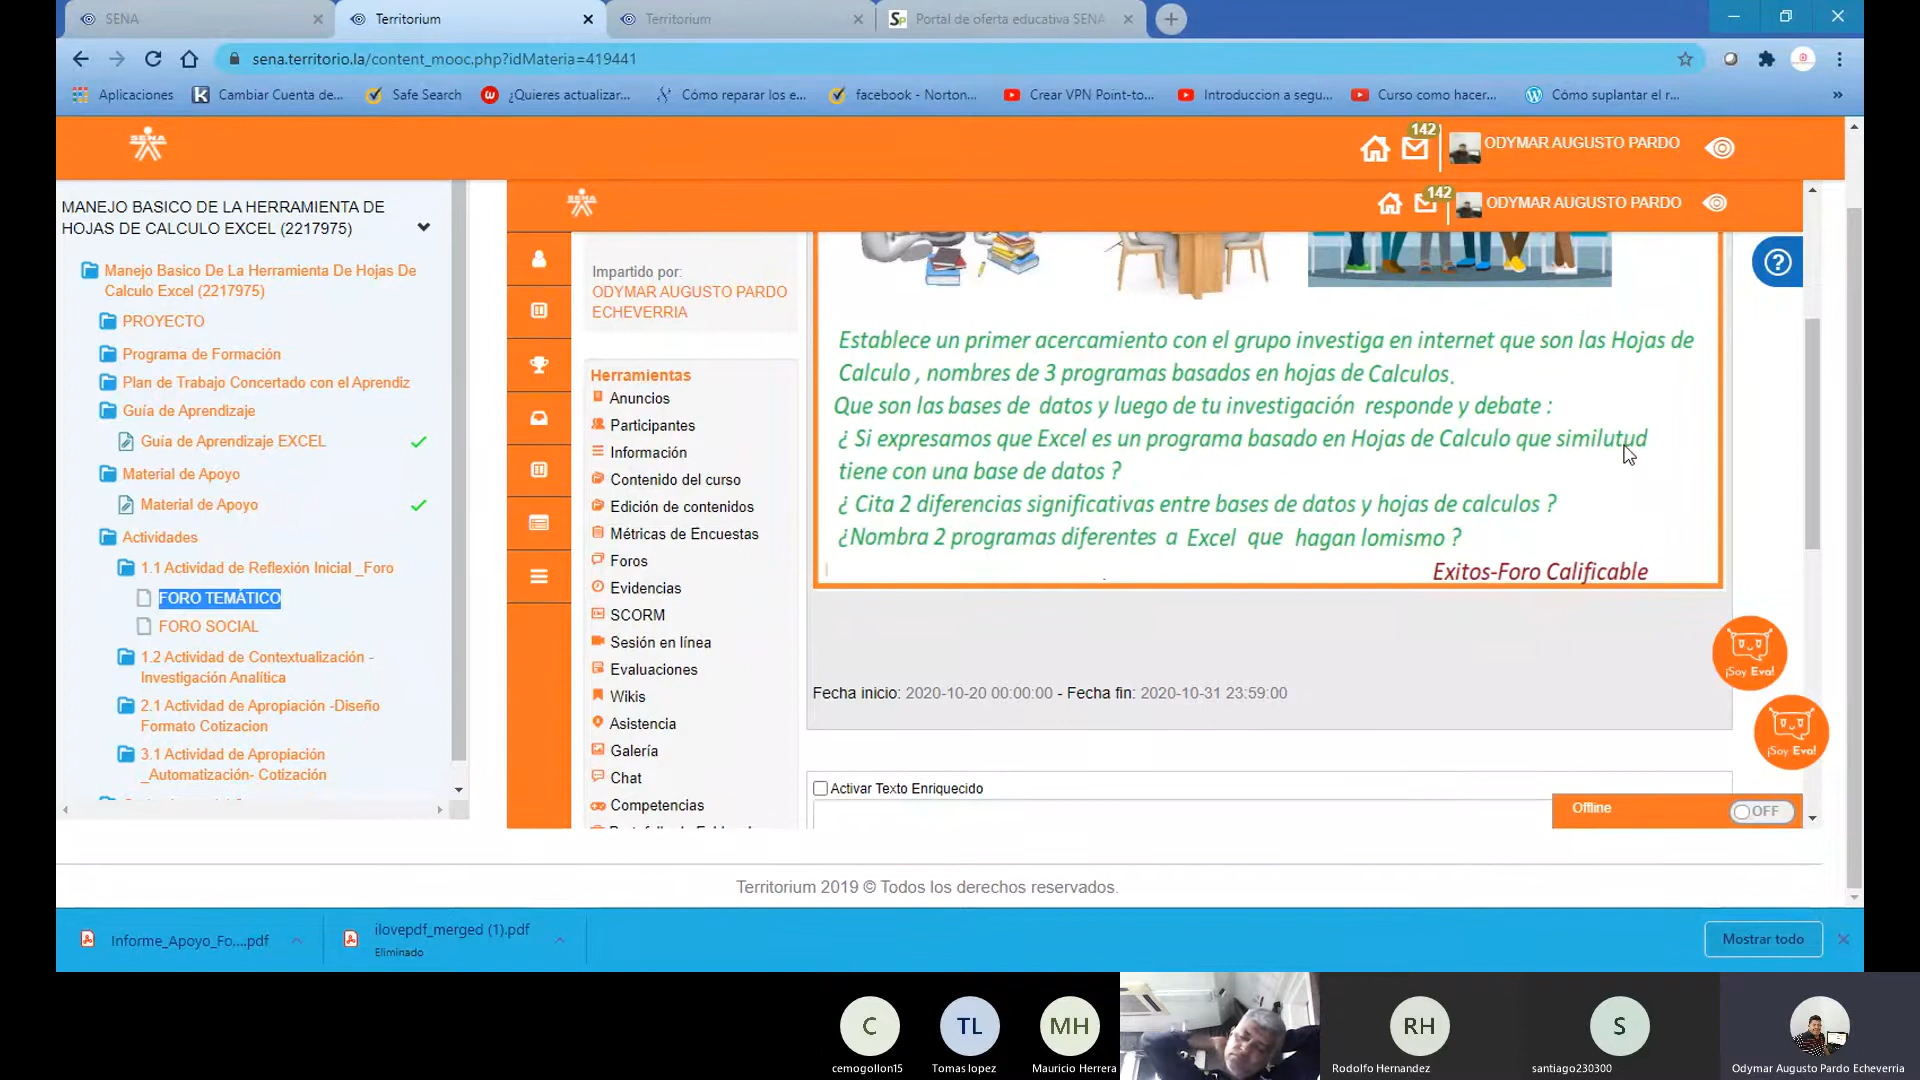 SENA
Territorium
Territorium
Portal de oferta educativa SENA
sena.territorio.la/content_mooc.php?idMateria=419441
Aplicaciones
Cambiar Cuenta de...
Safe Search
¿Quieres actualizar...
Cómo reparar los e...
facebook - Norton...
Crear VPN Point-to...
Introduccion a segu...
Curso como hacer...
Cómo suplantar el r...
»
SENA
142
ODYMAR AUGUSTO PARDO
MANEJO BASICO DE LA HERRAMIENTA DE
HOJAS DE CALCULO EXCEL (2217975)
Manejo Basico De La Herramienta De Hojas De
Calculo Excel (2217975)
PROYECTO
Programa de Formación
Plan de Trabajo Concertado con el Aprendiz
Guía de Aprendizaje
Guía de Aprendizaje EXCEL
Material de Apoyo
Material de Apoyo
Actividades
1.1 Actividad de Reflexión Inicial _Foro
FORO TEMÁTICO
FORO SOCIAL
1.2 Actividad de Contextualización -
Investigación Analítica
2.1 Actividad de Apropiación -Diseño
Formato Cotizacion
3.1 Actividad de Apropiación
_Automatización- Cotización
SENA
142
ODYMAR AUGUSTO PARDO
Impartido por:
ODYMAR AUGUSTO PARDO
ECHEVERRIA
Herramientas
Anuncios
Participantes
Información
Contenido del curso
Edición de contenidos
Métricas de Encuestas
Foros
Evidencias
SCORM
Sesión en línea
Evaluaciones
Wikis
Asistencia
Galería
Chat
Competencias
Establece un primer acercamiento con el grupo investiga en internet que son las Hojas de
Calculo , nombres de 3 programas basados en hojas de Calculos.
Que son las bases de datos y luego de tu investigación responde y debate :
¿ Si expresamos que Excel es un programa basado en Hojas de Calculo que similutud
tiene con una base de datos ?
¿ Cita 2 diferencias significativas entre bases de datos y hojas de calculos ?
¿Nombra 2 programas diferentes a Excel que hagan lomismo ?
Exitos-Foro Calificable
Fecha inicio: 2020-10-20 00:00:00 - Fecha fin: 2020-10-31 23:59:00
Activar Texto Enriquecido
¡Soy Eva!
¡Soy Eva!
Offline
OFF
Territorium 2019 © Todos los derechos reservados.
Informe_Apoyo_Fo....pdf
ilovepdf_merged (1).pdf
Eliminado
Mostrar todo
C
cemogollon15
TL
Tomas lopez
MH
Mauricio Herrera
RH
Rodolfo Hernandez
S
santiago230300
Odymar Augusto Pardo Echeverria